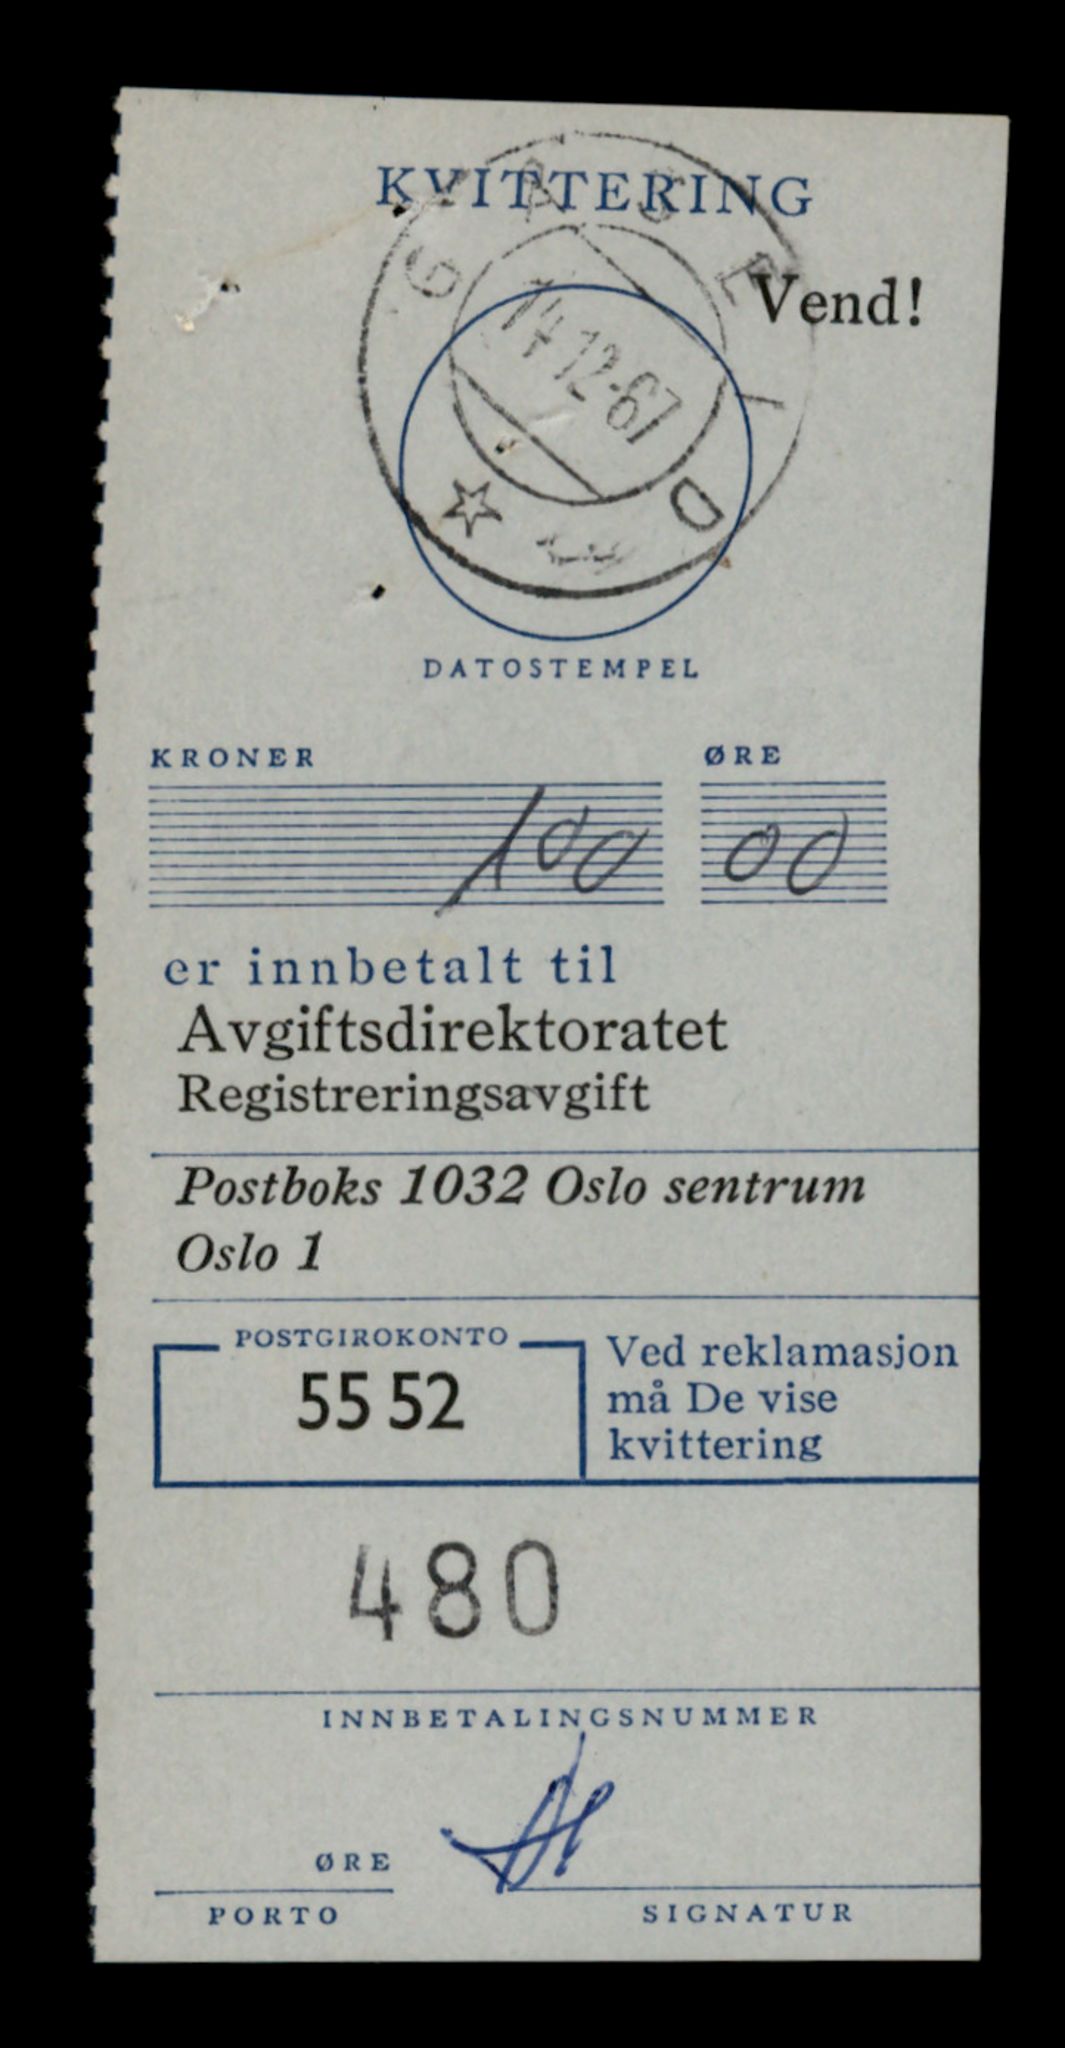 KVITTERING
Vend!
14 12-67
D
DATOSTEMPEL
KRONER ØRE
100 00
er innbetalt til
Avgiftsdirektoratet
Registreringsavgift
Postboks 1032 Oslo sentrum
Oslo 1
POSTGIROKONTO
55 52
Ved reklamasjon
må De vise
kvittering
480
INNBETALINGSNUMMER
ØRE
PORTO SIGNATUR